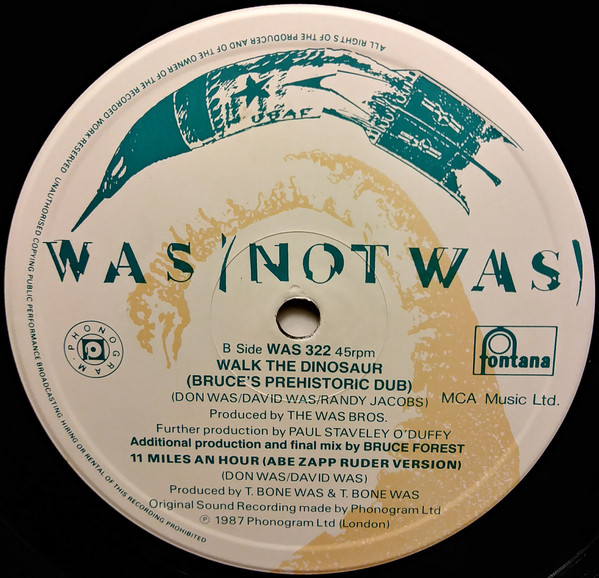 ALL RIGHTS OF THE PRODUCER AND OF THE OWNER OF THE RECORDED WORK RESERVED UNAUTHORISED COPYING PUBLIC PERFORMANCE BROADCASTING, HIRING OR RENTAL OF THIS RECORDING PROHIBITED
USAF
WAS (NOT WAS)
PHONOGRAM
fontana
B Side WAS 322 45rpm
WALK THE DINOSAUR
(BRUCE'S PREHISTORIC DUB)
(DON WAS/DAVID WAS/RANDY JACOBS) MCA Music Ltd.
Produced by THE WAS BROS.
Further production by PAUL STAVELEY O'DUFFY
Additional production and final mix by BRUCE FOREST
11 MILES AN HOUR (ABE ZAPP RUDER VERSION)
(DON WAS/DAVID WAS)
Produced by T. BONE WAS & T. BONE WAS
Original Sound Recording made by Phonogram Ltd
℗ 1987 Phonogram Ltd (London)